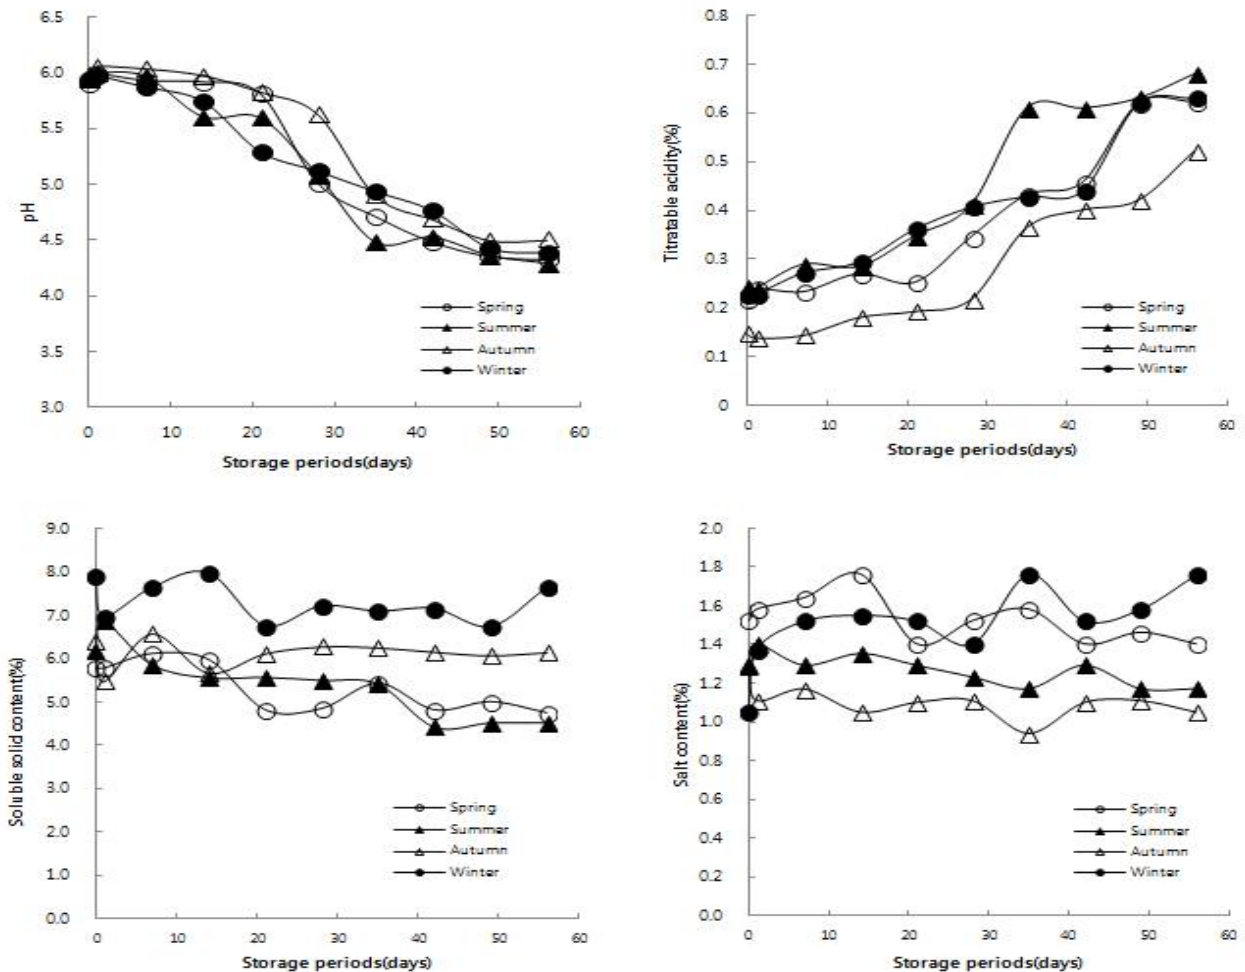 6.5
6.0
5.5
5.0
4.5
4.0
3.5
3.0
pH
0 10 20 30 40 50 60
Storage periods(days)
Spring
Summer
Autumn
Winter
0.8
0.7
0.6
0.5
0.4
0.3
0.2
0.1
0
Titratable acidity(%)
0 10 20 30 40 50 60
Storage periods(days)
Spring
Summer
Autumn
Winter
9.0
8.0
7.0
6.0
5.0
4.0
3.0
2.0
1.0
0.0
Soluble solid content(%)
0 10 20 30 40 50 60
Storage periods(days)
Spring
Summer
Autumn
Winter
2.0
1.8
1.6
1.4
1.2
1.0
0.8
0.6
0.4
0.2
0.0
Salt content(%)
0 10 20 30 40 50 60
Storage periods(days)
Spring
Summer
Autumn
Winter